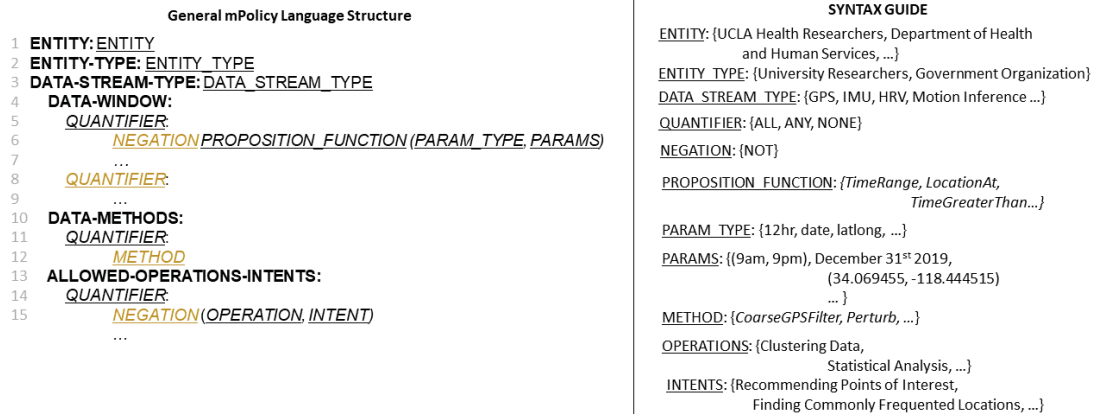 General mPolicy Language Structure
1 ENTITY: ENTITY
2 ENTITY-TYPE: ENTITY_TYPE
3 DATA-STREAM-TYPE: DATA_STREAM_TYPE
4 DATA-WINDOW:
5 QUANTIFIER:
6 NEGATION PROPOSITION_FUNCTION (PARAM_TYPE, PARAMS)
7 ...
8 QUANTIFIER:
9 ...
10 DATA-METHODS:
11 QUANTIFIER:
12 METHOD
13 ALLOWED-OPERATIONS-INTENTS:
14 QUANTIFIER:
15 NEGATION (OPERATION, INTENT)
...
SYNTAX GUIDE
ENTITY: {UCLA Health Researchers, Department of Health
and Human Services, ...}
ENTITY_TYPE: {University Researchers, Government Organization}
DATA_STREAM_TYPE: {GPS, IMU, HRV, Motion Inference ...}
QUANTIFIER: {ALL, ANY, NONE}
NEGATION: {NOT}
PROPOSITION_FUNCTION: {TimeRange, LocationAt,
TimeGreaterThan...}
PARAM_TYPE: {12hr, date, latlong, ...}
PARAMS: {(9am, 9pm), December 31st 2019,
(34.069455, -118.444515)
... }
METHOD: {CoarseGPSFilter, Perturb, ...}
OPERATIONS: {Clustering Data,
Statistical Analysis, ...}
INTENTS: {Recommending Points of Interest,
Finding Commonly Frequented Locations, ...}